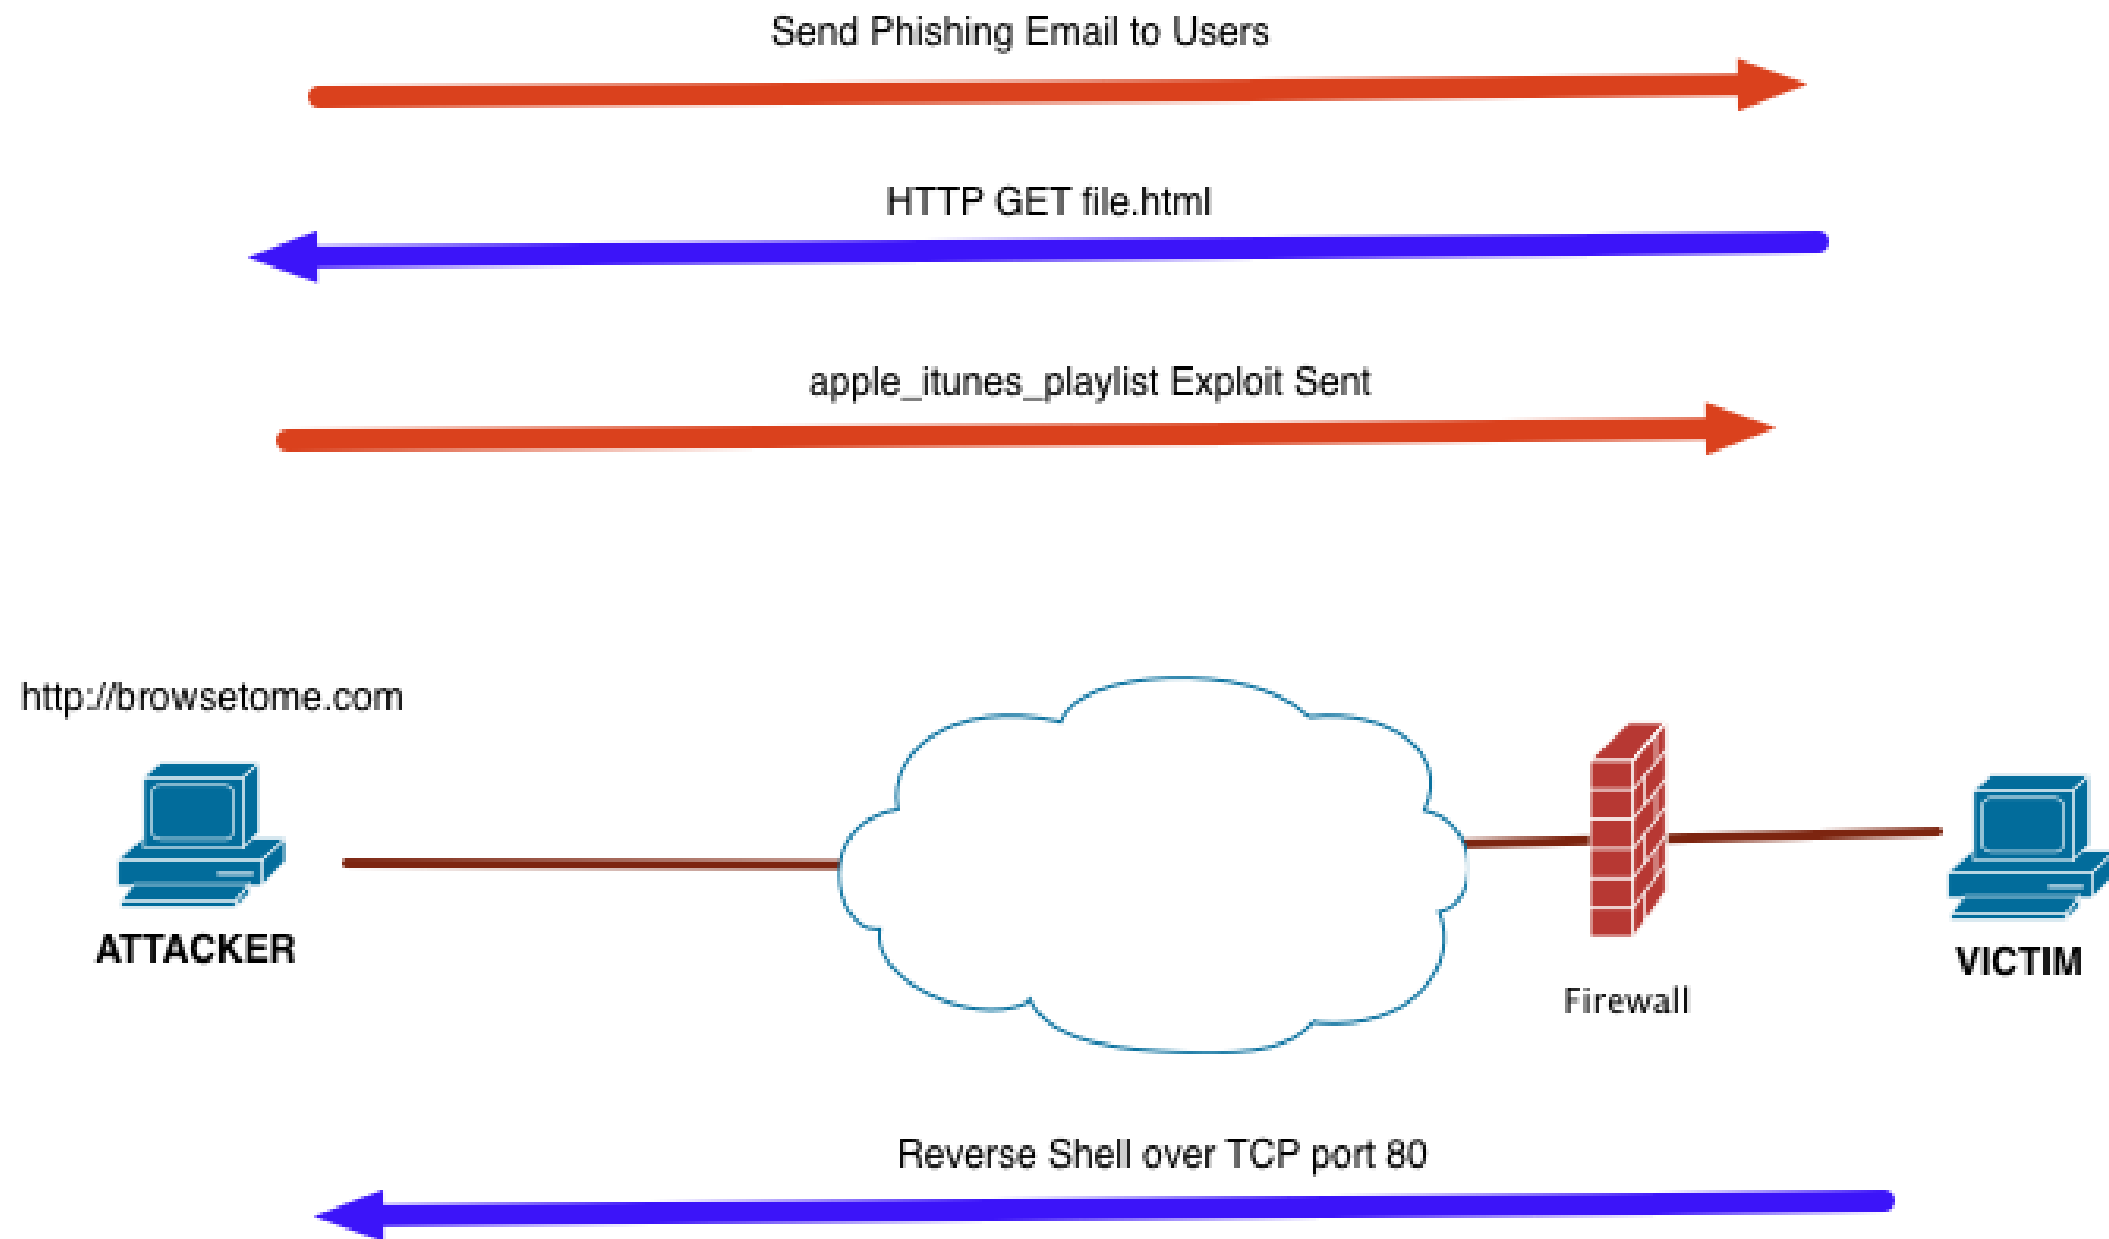 Send Phishing Email to Users
HTTP GET file.html
apple_itunes_playlist Exploit Sent
http://browsetome.com
ATTACKER
VICTIM
Firewall
Reverse Shell over TCP port 80